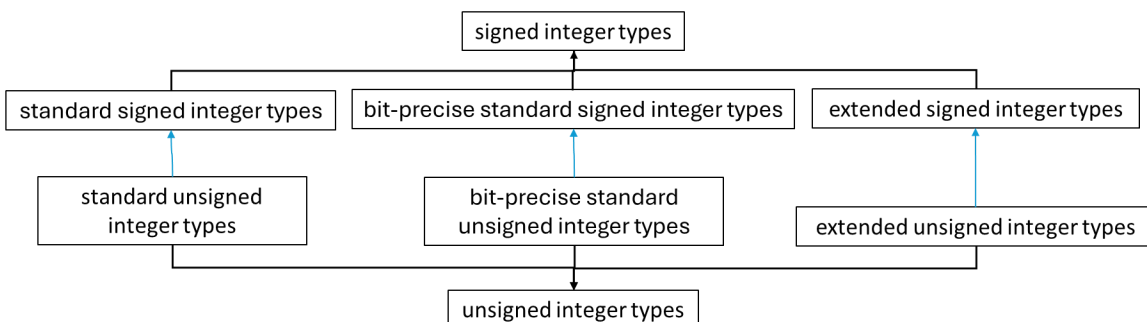 signed integer types
standard signed integer types
bit-precise standard signed integer types
extended signed integer types
standard unsigned
integer types
bit-precise standard
unsigned integer types
extended unsigned integer types
unsigned integer types